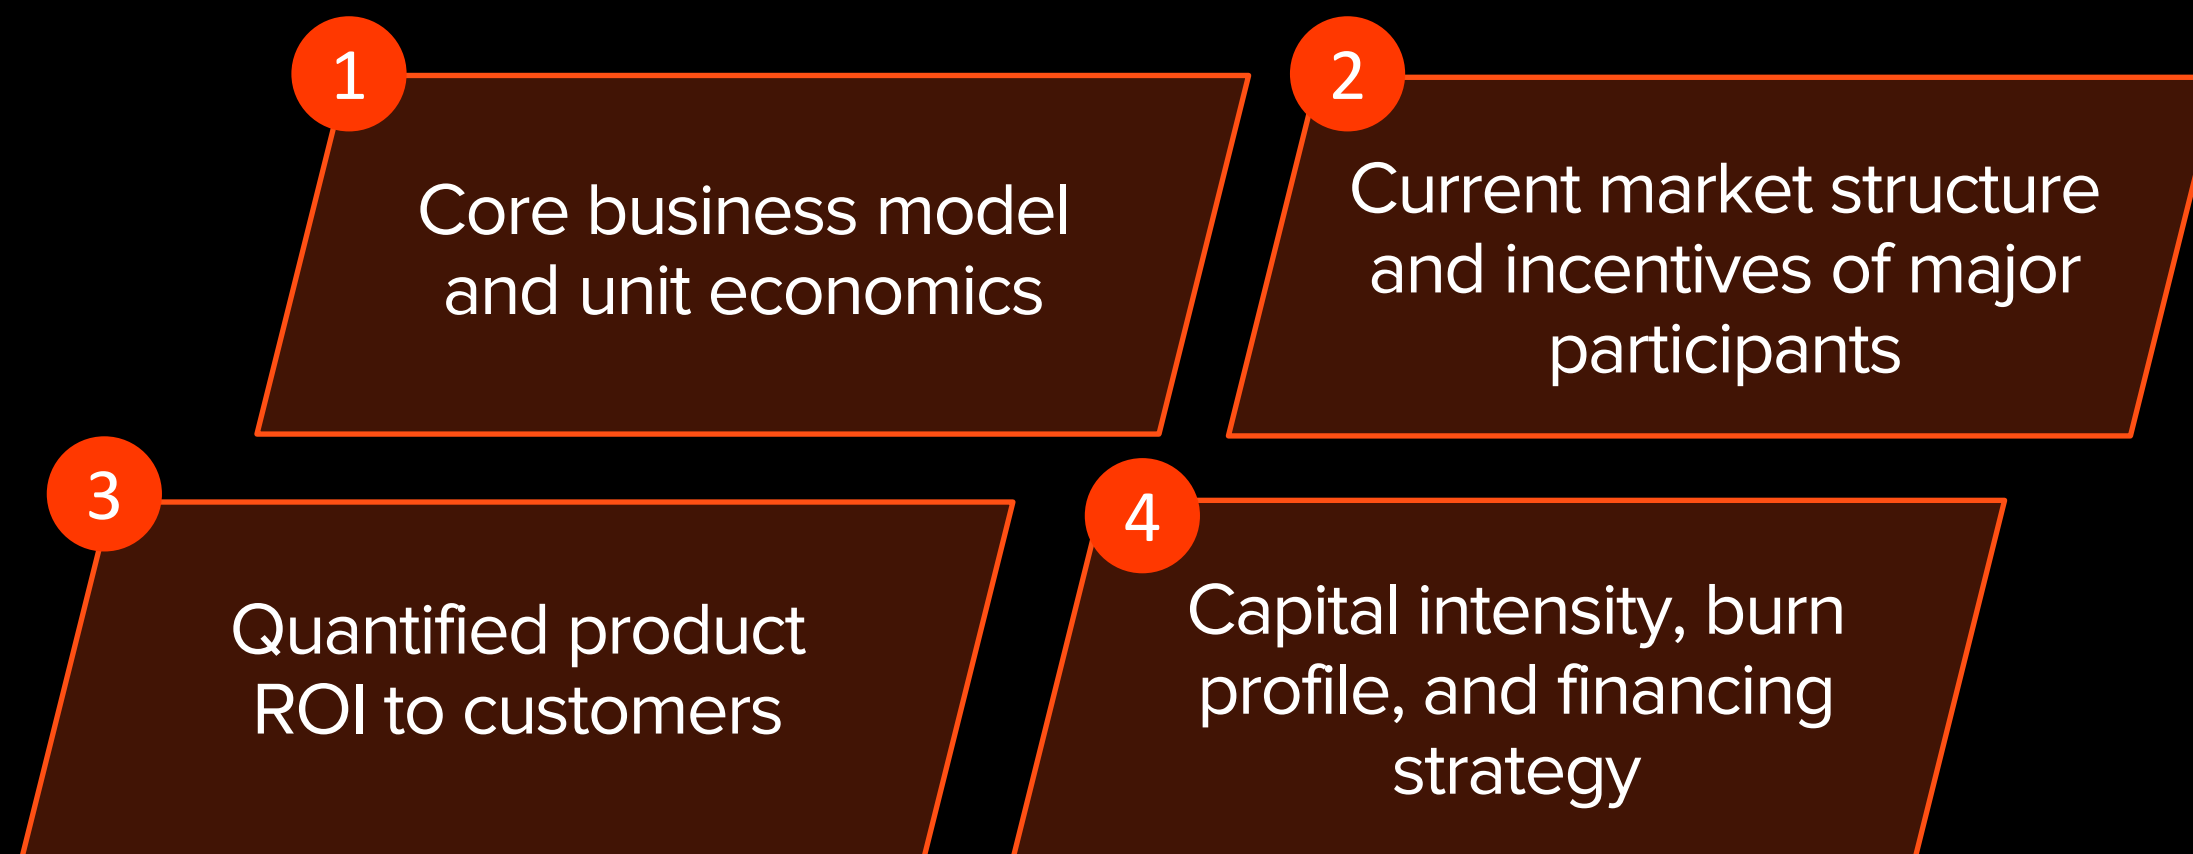 1
Core business model
and unit economics
2
Current market structure
and incentives of major
participants
3
Quantified product
ROI to customers
4
Capital intensity, burn
profile, and financing
strategy